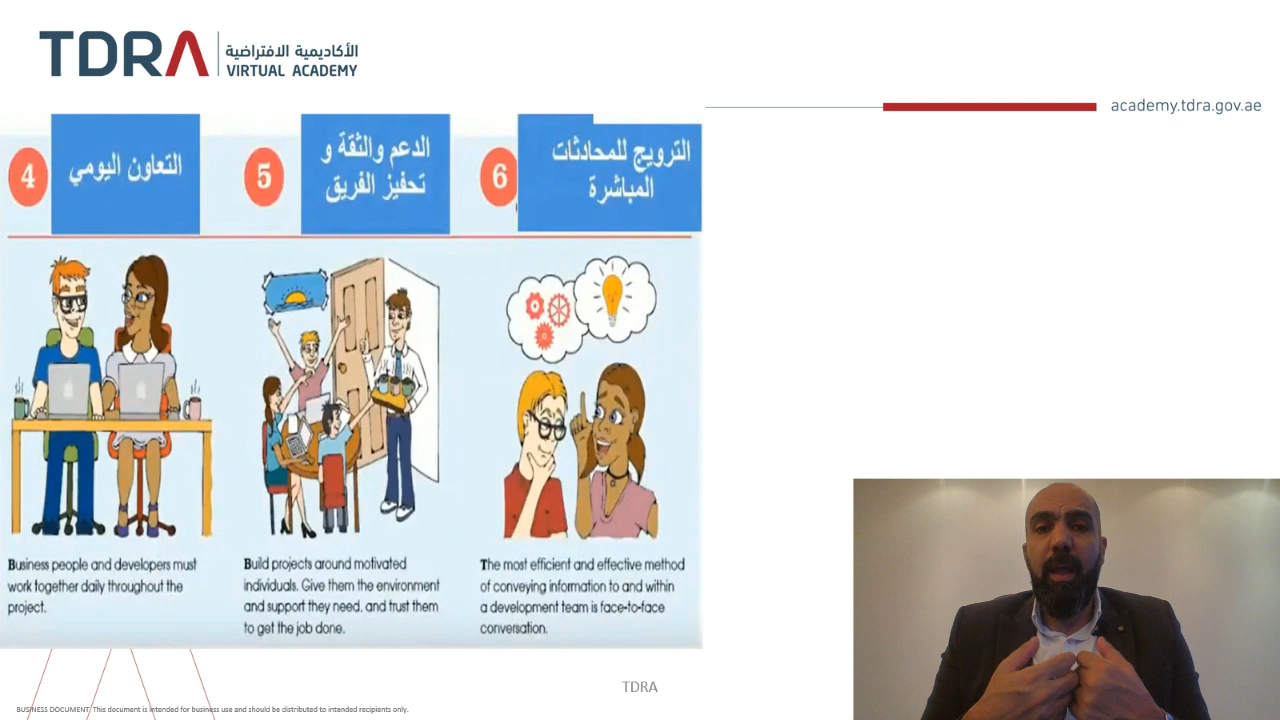 TDRA
الأكاديمية الافتراضية
VIRTUAL ACADEMY
academy.tdra.gov.ae
4
التعاون اليومي
5
الدعم والثقة و
تحفيز الفريق
6
الترويج للمحادثات
المباشرة
Business people and developers must
work together daily throughout the
project.
Build projects around motivated
individuals. Give them the environment
and support they need, and trust them
to get the job done.
The most efficient and effective method
of conveying information to and within
a development team is face-to-face
conversation.
TDRA
BUSINESS DOCUMENT: This document is intended for business use and should be distributed to intended recipients only.